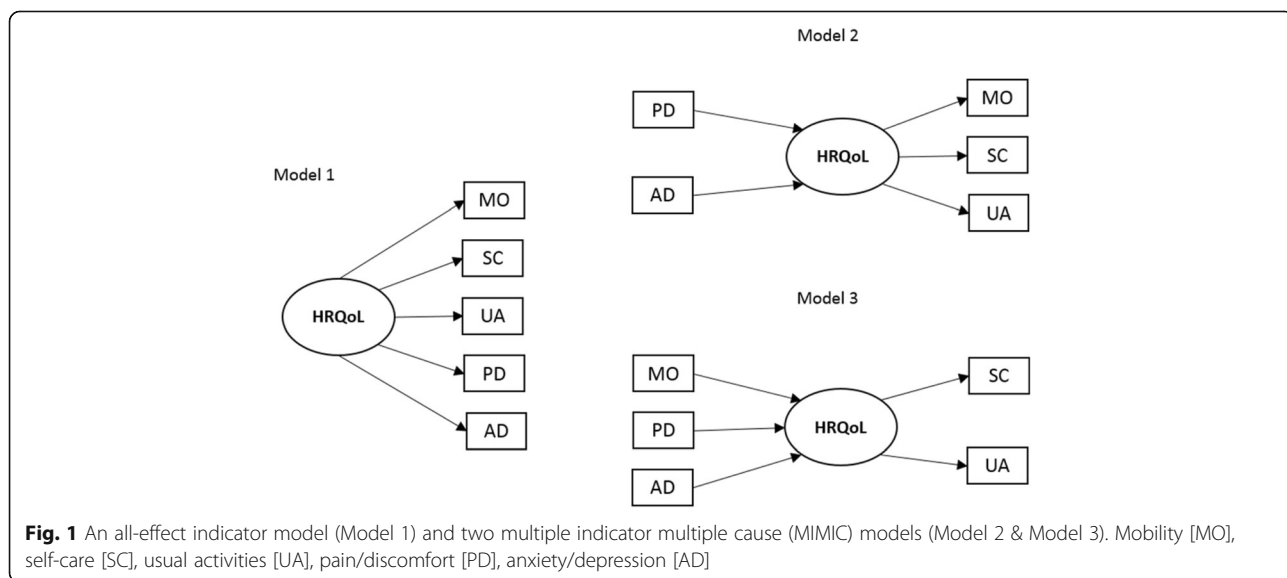 Model 1
HRQoL
MO
SC
UA
PD
AD
Model 2
PD
AD
HRQoL
MO
SC
UA
Model 3
MO
PD
AD
HRQoL
SC
UA
Fig. 1 An all-effect indicator model (Model 1) and two multiple indicator multiple cause (MIMIC) models (Model 2 & Model 3). Mobility [MO],
self-care [SC], usual activities [UA], pain/discomfort [PD], anxiety/depression [AD]